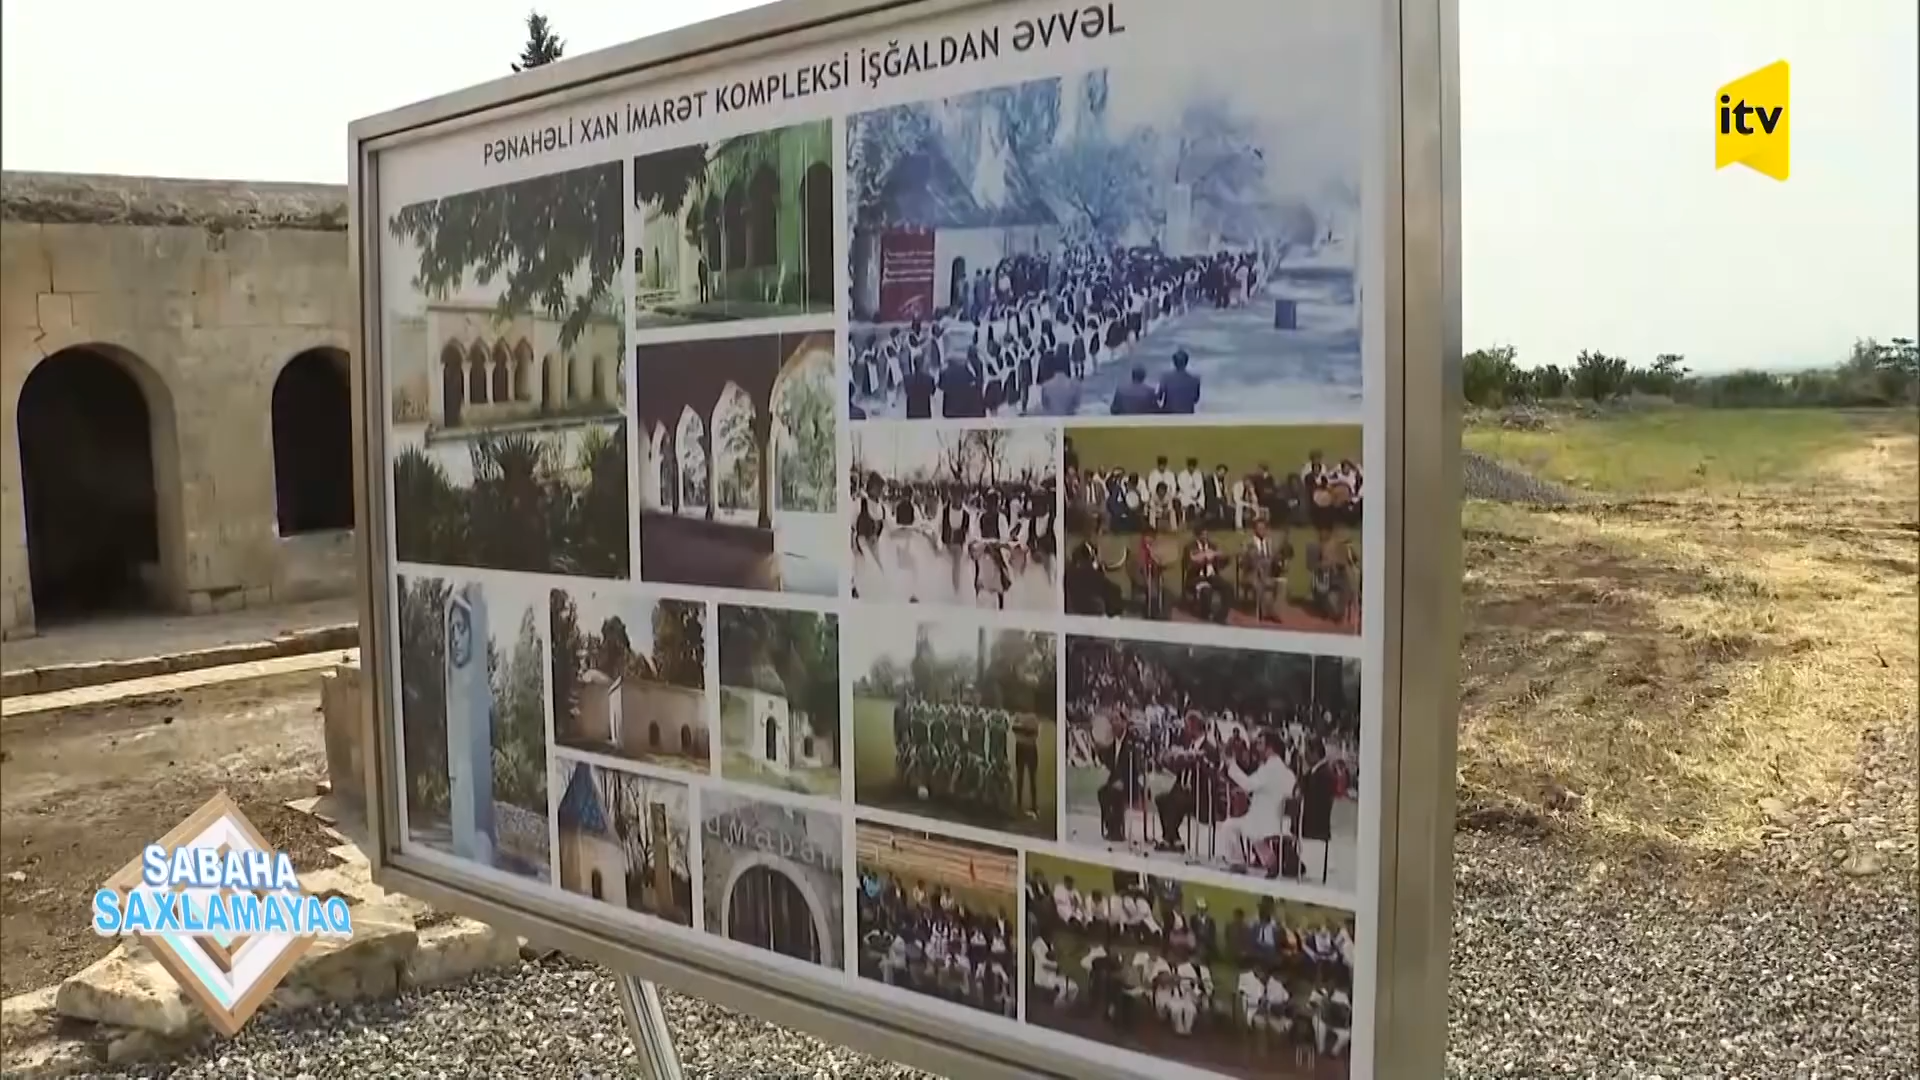 PƏNAHƏLİ XAN İMARƏT KOMPLEKSİ İŞĞALDAN ƏVVƏL
itv
SABAHA
SAXLAMAYAQ